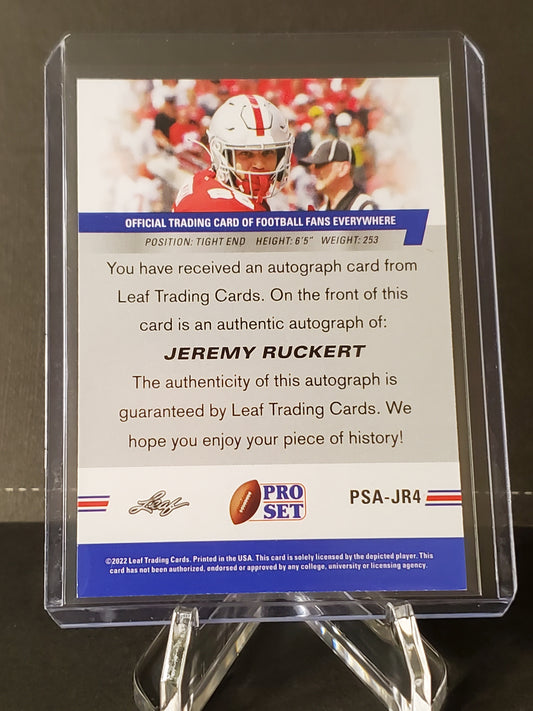 OFFICIAL TRADING CARD OF FOOTBALL FANS EVERYWHERE
POSITION: TIGHT END HEIGHT: 6'5" WEIGHT: 253
You have received an autograph card from
Leaf Trading Cards. On the front of this
card is an authentic autograph of:
JEREMY RUCKERT
The authenticity of this autograph is
guaranteed by Leaf Trading Cards. We
hope you enjoy your piece of history!
Leaf
PRO
SET
PSA-JR4
©2022 Leaf Trading Cards. Printed in the USA. This card is solely licensed by the depicted player. This
card has not been authorized, endorsed or approved by any college, university or licensing agency.